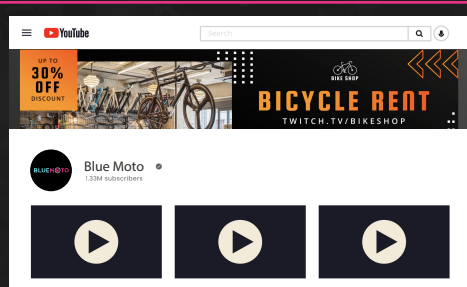 YouTube
Search
UP TO
30%
OFF
DISCOUNT
BIKE SHOP
BICYCLE RENT
TWITCH.TV/BIKESHOP
BLUEMOTO
Blue Moto
1.33M subscribers